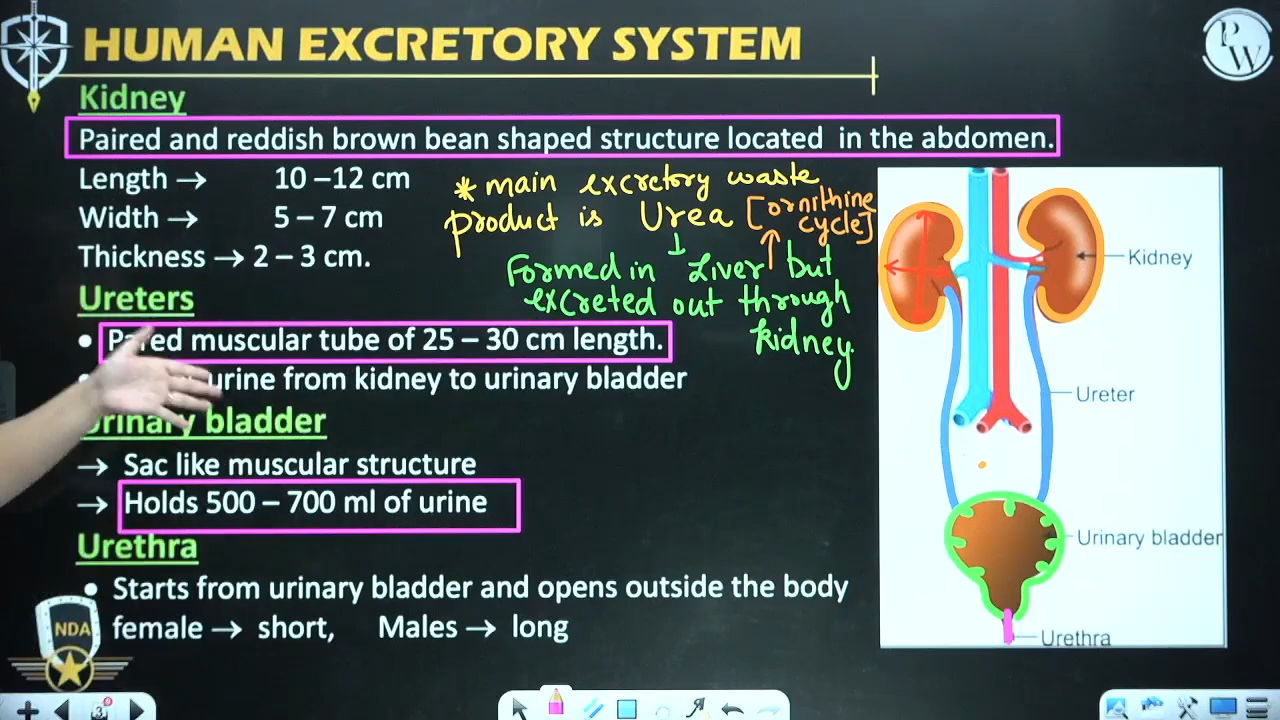 HUMAN EXCRETORY SYSTEM
PW
Kidney
Paired and reddish brown bean shaped structure located in the abdomen.
Length → 10 –12 cm
Width → 5 – 7 cm
Thickness → 2 – 3 cm.
* main excretory waste
product is Urea [ornithine
cycle]
↓
Formed in Liver but
excreted out through
kidney.
Ureters
• muscular tube of 25 – 30 cm length.
urine from kidney to urinary bladder
Urinary bladder
→ Sac like muscular structure
→ Holds 500 – 700 ml of urine
Urethra
• Starts from urinary bladder and opens outside the body
female → short, Males → long
Kidney
Ureter
Urinary bladder
Urethra
NDA